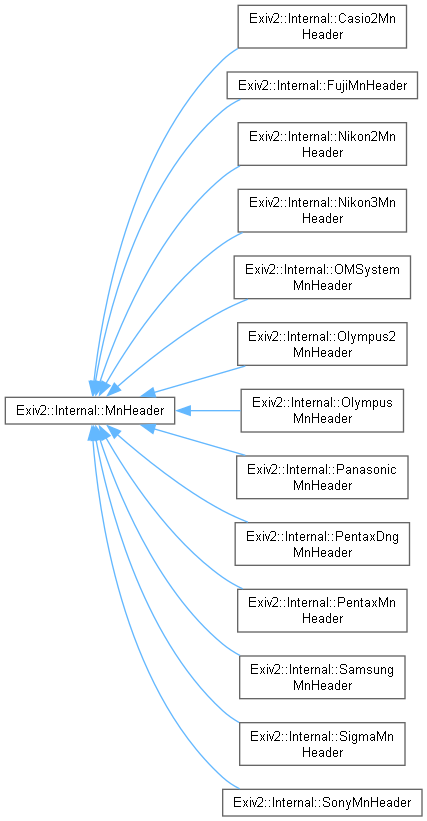 Exiv2::Internal::Casio2Mn
Header
Exiv2::Internal::FujiMnHeader
Exiv2::Internal::Nikon2Mn
Header
Exiv2::Internal::Nikon3Mn
Header
Exiv2::Internal::OMSystem
MnHeader
Exiv2::Internal::Olympus2
MnHeader
Exiv2::Internal::MnHeader
Exiv2::Internal::Olympus
MnHeader
Exiv2::Internal::Panasonic
MnHeader
Exiv2::Internal::PentaxDng
MnHeader
Exiv2::Internal::PentaxMn
Header
Exiv2::Internal::Samsung
MnHeader
Exiv2::Internal::SigmaMn
Header
Exiv2::Internal::SonyMnHeader